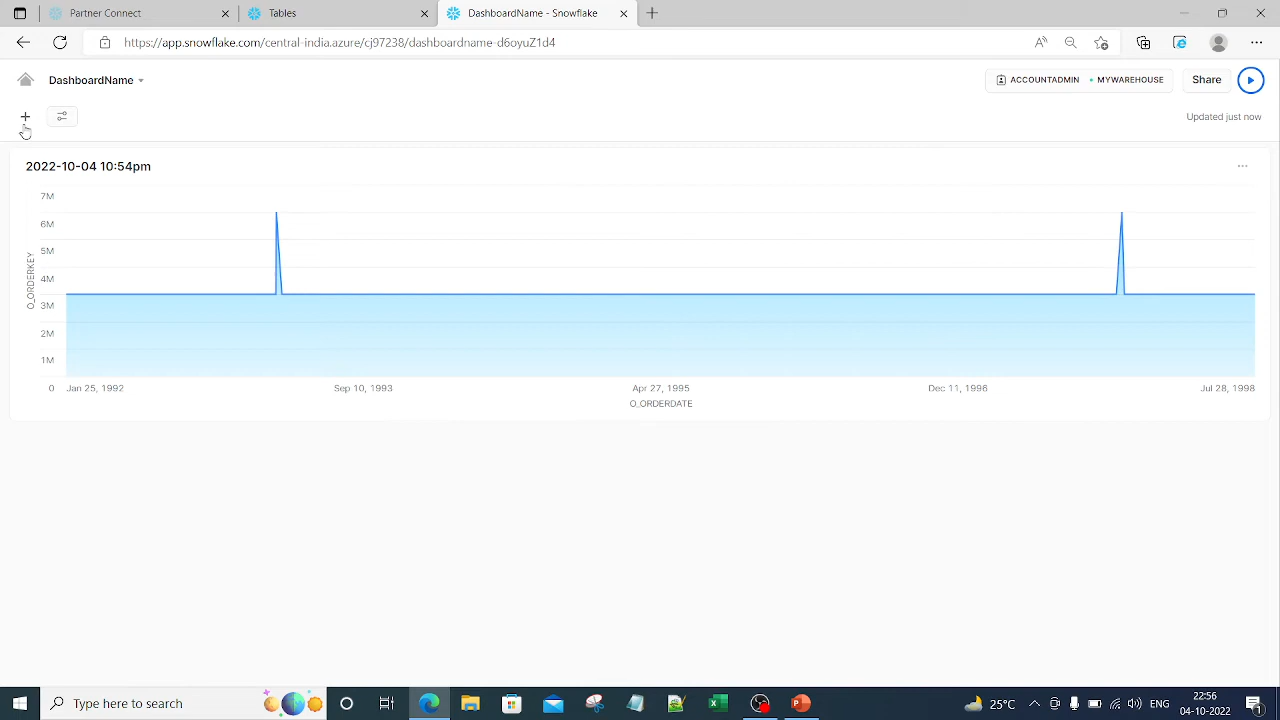 Partner Connect
Tables
DashboardName - Snowflake
https://app.snowflake.com/central-india.azure/cj97238/dashboardname-d6oyuZ1d4
DashboardName
ACCOUNTADMIN
MYWAREHOUSE
Share
Updated just now
2022-10-04 10:54pm
7M
6M
5M
4M
3M
2M
1M
0
O_ORDERKEY
Jan 25, 1992
Sep 10, 1993
Apr 27, 1995
Dec 11, 1996
Jul 28, 1998
O_ORDERDATE
Type here to search
25°C
ENG
22:56
04-10-2022